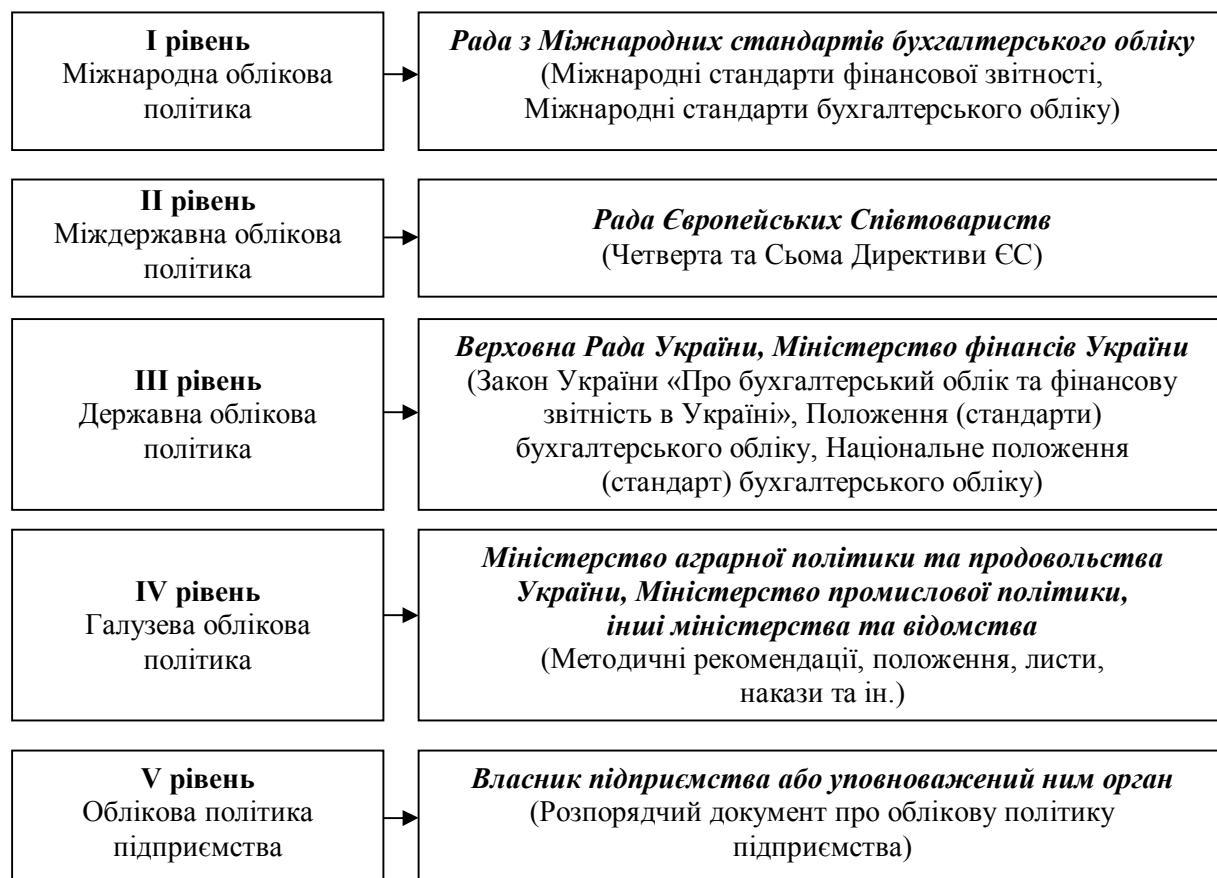 І рівень
Міжнародна облікова
політика
Рада з Міжнародних стандартів бухгалтерського обліку
(Міжнародні стандарти фінансової звітності,
Міжнародні стандарти бухгалтерського обліку)
ІІ рівень
Міждержавна облікова
політика
Рада Європейських Співтовариств
(Четверта та Сьома Директиви ЄС)
ІІІ рівень
Державна облікова
політика
Верховна Рада України, Міністерство фінансів України
(Закон України «Про бухгалтерський облік та фінансову
звітність в Україні», Положення (стандарти)
бухгалтерського обліку, Національне положення
(стандарт) бухгалтерського обліку)
IV рівень
Галузева облікова
політика
Міністерство аграрної політики та продовольства
України, Міністерство промислової політики,
інші міністерства та відомства
(Методичні рекомендації, положення, листи,
накази та ін.)
V рівень
Облікова політика
підприємства
Власник підприємства або уповноважений ним орган
(Розпорядчий документ про облікову політику
підприємства)